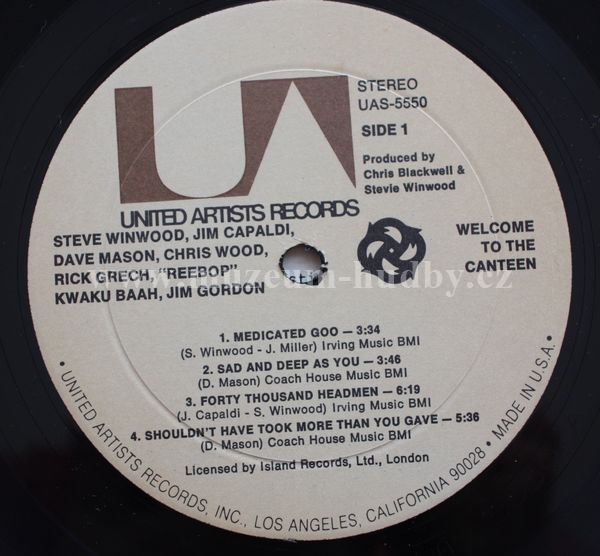 UA
STEREO
UAS-5550
SIDE 1
Produced by
Chris Blackwell &
Stevie Winwood
UNITED ARTISTS RECORDS
STEVE WINWOOD, JIM CAPALDI,
DAVE MASON, CHRIS WOOD,
RICK GRECH, "REEBOP"
KWAKU BAAH, JIM GORDON
WELCOME
TO THE
CANTEEN
www.muzeum-hudby.cz
1. MEDICATED GOO — 3:34
(S. Winwood - J. Miller) Irving Music BMI
2. SAD AND DEEP AS YOU — 3:46
(D. Mason) Coach House Music BMI
3. FORTY THOUSAND HEADMEN — 6:19
(J. Capaldi - S. Winwood) Irving Music BMI
4. SHOULDN'T HAVE TOOK MORE THAN YOU GAVE — 5:36
(D. Mason) Coach House Music BMI
Licensed by Island Records, Ltd., London
• UNITED ARTISTS RECORDS, INC., LOS ANGELES, CALIFORNIA 90028 • MADE IN U.S.A. •